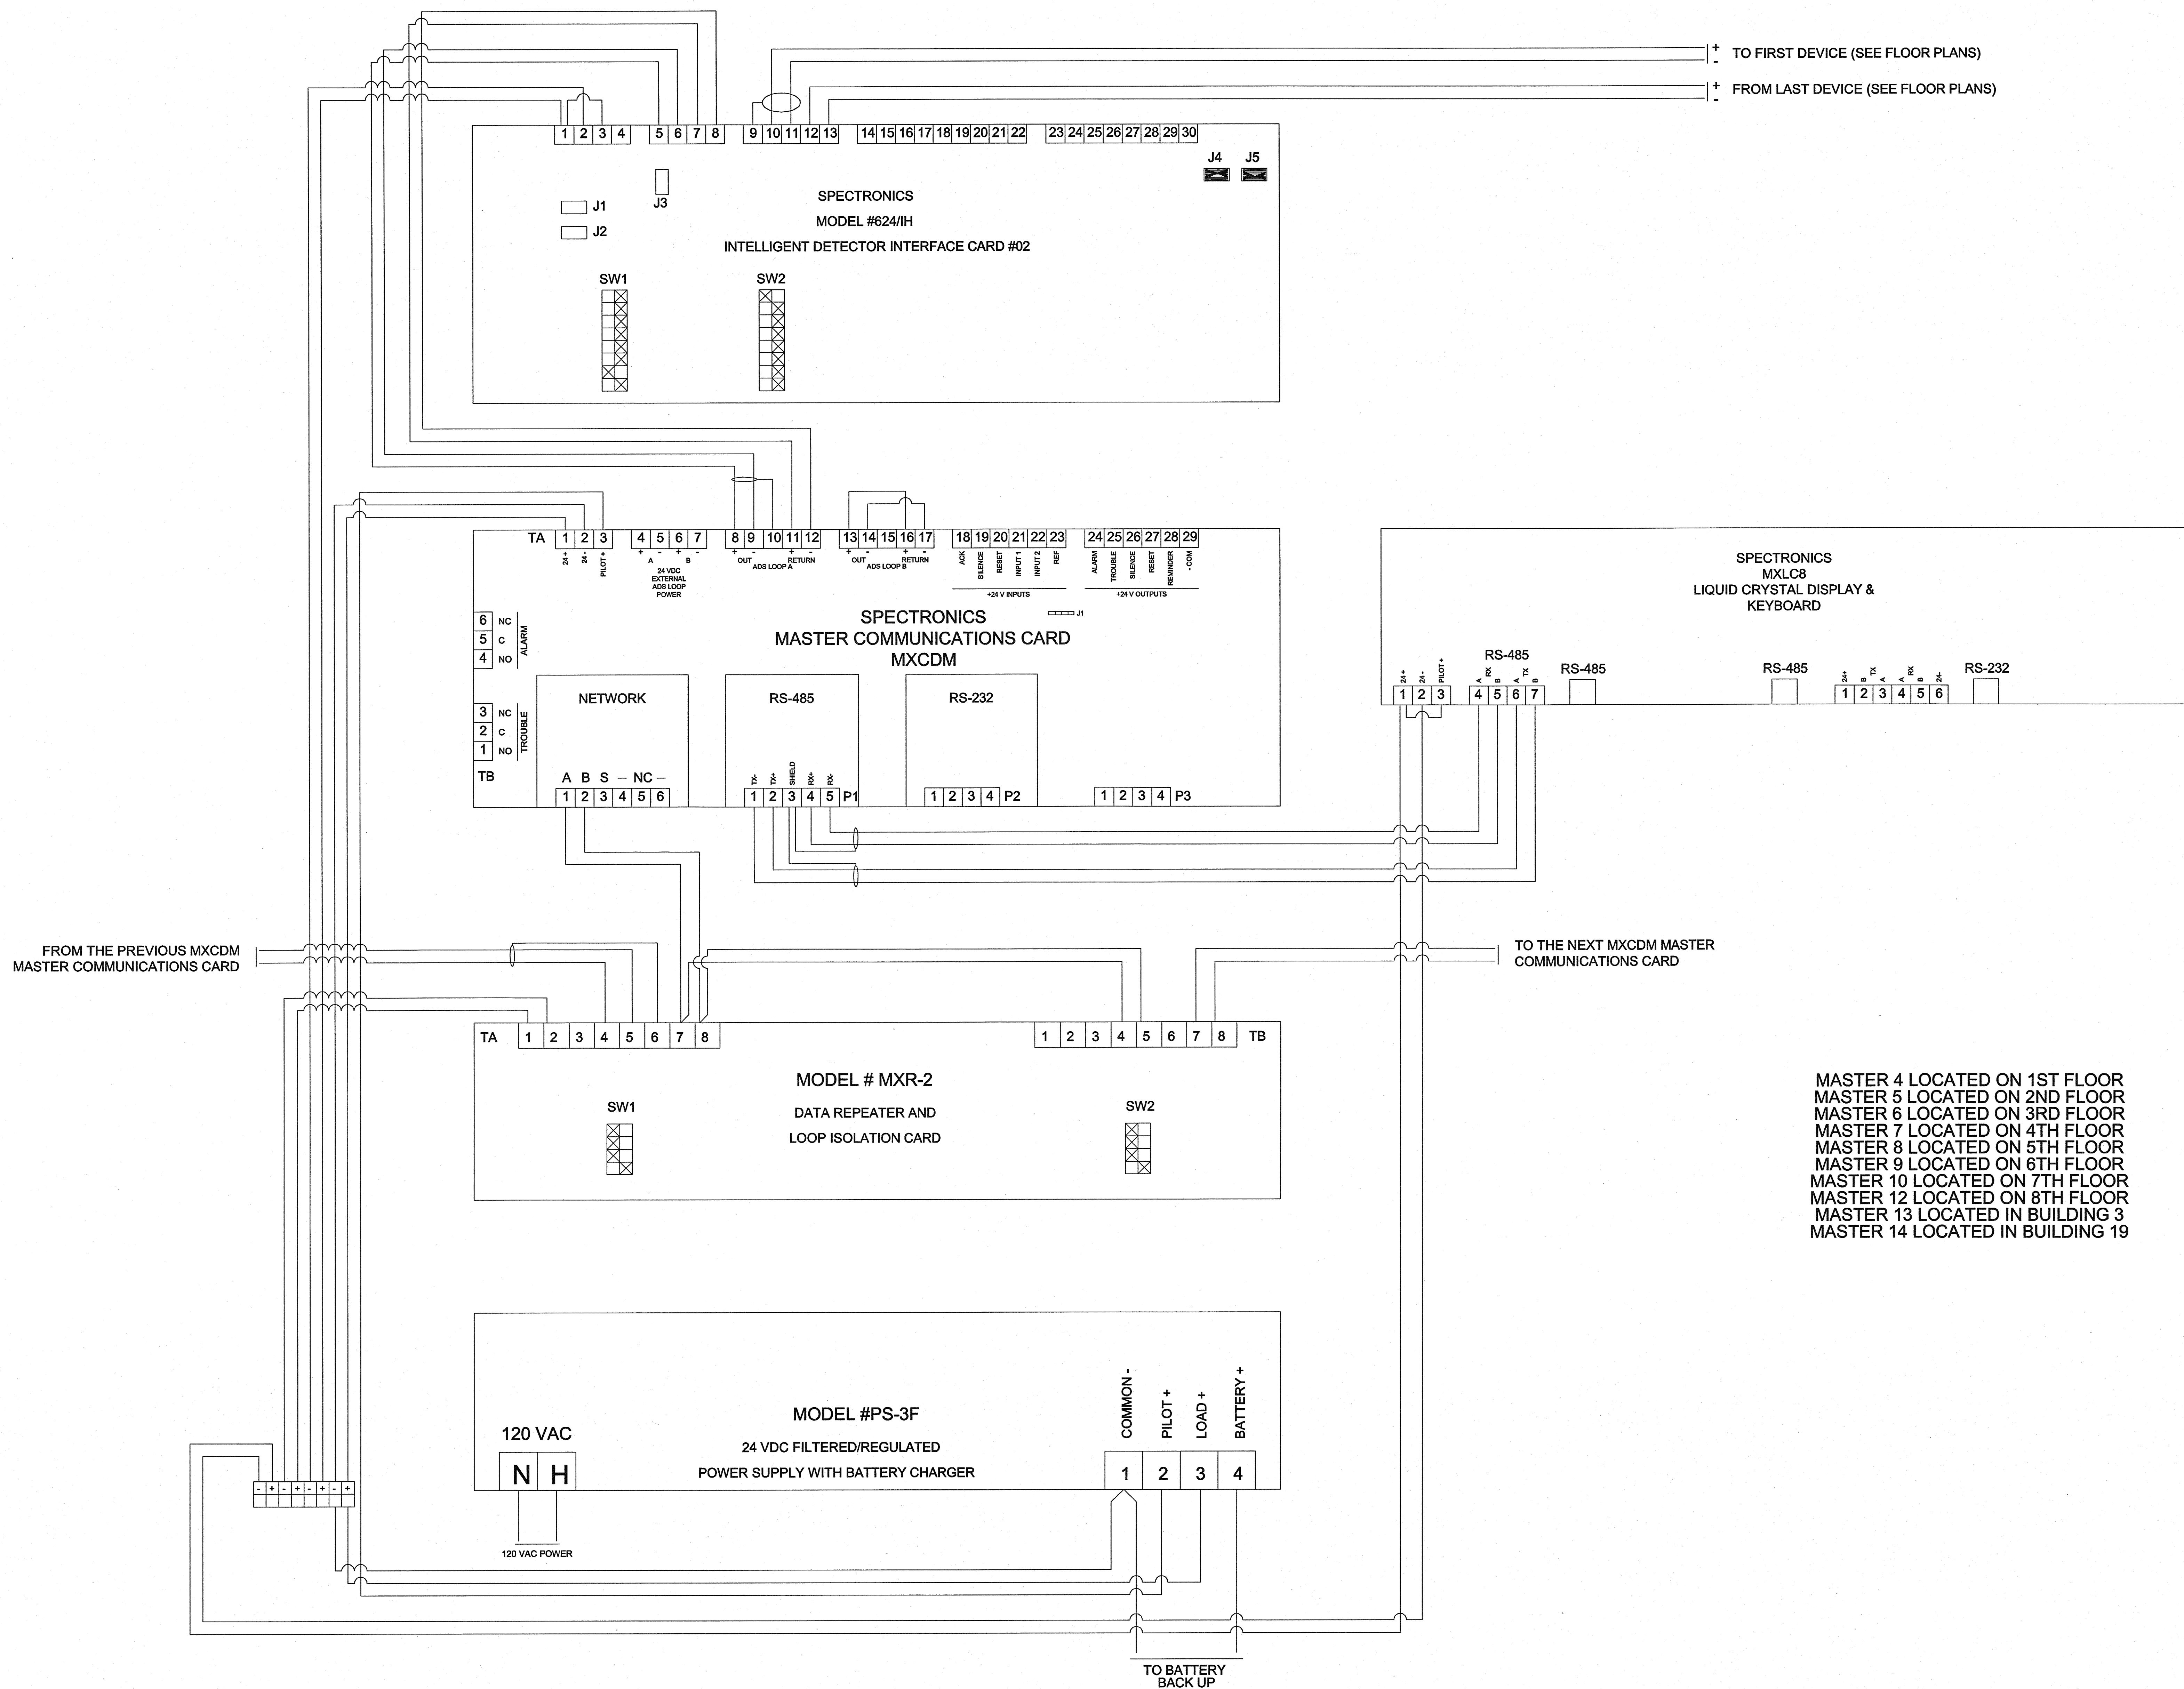 + TO FIRST DEVICE (SEE FLOOR PLANS)
-
+ FROM LAST DEVICE (SEE FLOOR PLANS)
-
1 2 3 4 5 6 7 8 9 10 11 12 13 14 15 16 17 18 19 20 21 22 23 24 25 26 27 28 29 30
J4 J5
J3
J1
J2
SPECTRONICS
MODEL #624/IH
INTELLIGENT DETECTOR INTERFACE CARD #02
SW1 SW2
TA 1 2 3 4 5 6 7 8 9 10 11 12 13 14 15 16 17 18 19 20 21 22 23 24 25 26 27 28 29
24 +
24 -
PILOT +
+ - + -
A B
24 VDC
EXTERNAL
ADS LOOP
POWER
+ - + -
OUT RETURN
ADS LOOP A
+ - + -
OUT RETURN
ADS LOOP B
ACK
SILENCE
RESET
INPUT 1
INPUT 2
REF
+24 V INPUTS
ALARM
TROUBLE
SILENCE
RESET
REMINDER
- COM
+24 V OUTPUTS
J1
SPECTRONICS
MASTER COMMUNICATIONS CARD
MXCDM
6 NC
5 C
4 NO
ALARM
3 NC
2 C
1 NO
TROUBLE
TB
NETWORK
A B S – NC –
1 2 3 4 5 6
RS-485
TX-
TX+
SHIELD
RX+
RX-
1 2 3 4 5 P1
RS-232
1 2 3 4 P2
1 2 3 4 P3
SPECTRONICS
MXLC8
LIQUID CRYSTAL DISPLAY &
KEYBOARD
24 +
24 -
PILOT +
1 2 3
RS-485
A RX B A TX B
4 5 6 7
RS-485
RS-485
24+ B TX A A RX B 24-
1 2 3 4 5 6
RS-232
FROM THE PREVIOUS MXCDM
MASTER COMMUNICATIONS CARD
TO THE NEXT MXCDM MASTER
COMMUNICATIONS CARD
TA 1 2 3 4 5 6 7 8
1 2 3 4 5 6 7 8 TB
MODEL # MXR-2
DATA REPEATER AND
LOOP ISOLATION CARD
SW1 SW2
MASTER 4 LOCATED ON 1ST FLOOR
MASTER 5 LOCATED ON 2ND FLOOR
MASTER 6 LOCATED ON 3RD FLOOR
MASTER 7 LOCATED ON 4TH FLOOR
MASTER 8 LOCATED ON 5TH FLOOR
MASTER 9 LOCATED ON 6TH FLOOR
MASTER 10 LOCATED ON 7TH FLOOR
MASTER 12 LOCATED ON 8TH FLOOR
MASTER 13 LOCATED IN BUILDING 3
MASTER 14 LOCATED IN BUILDING 19
120 VAC
N H
120 VAC POWER
MODEL #PS-3F
24 VDC FILTERED/REGULATED
POWER SUPPLY WITH BATTERY CHARGER
COMMON -
PILOT +
LOAD +
BATTERY +
1 2 3 4
- + - + - + - +
TO BATTERY
BACK UP